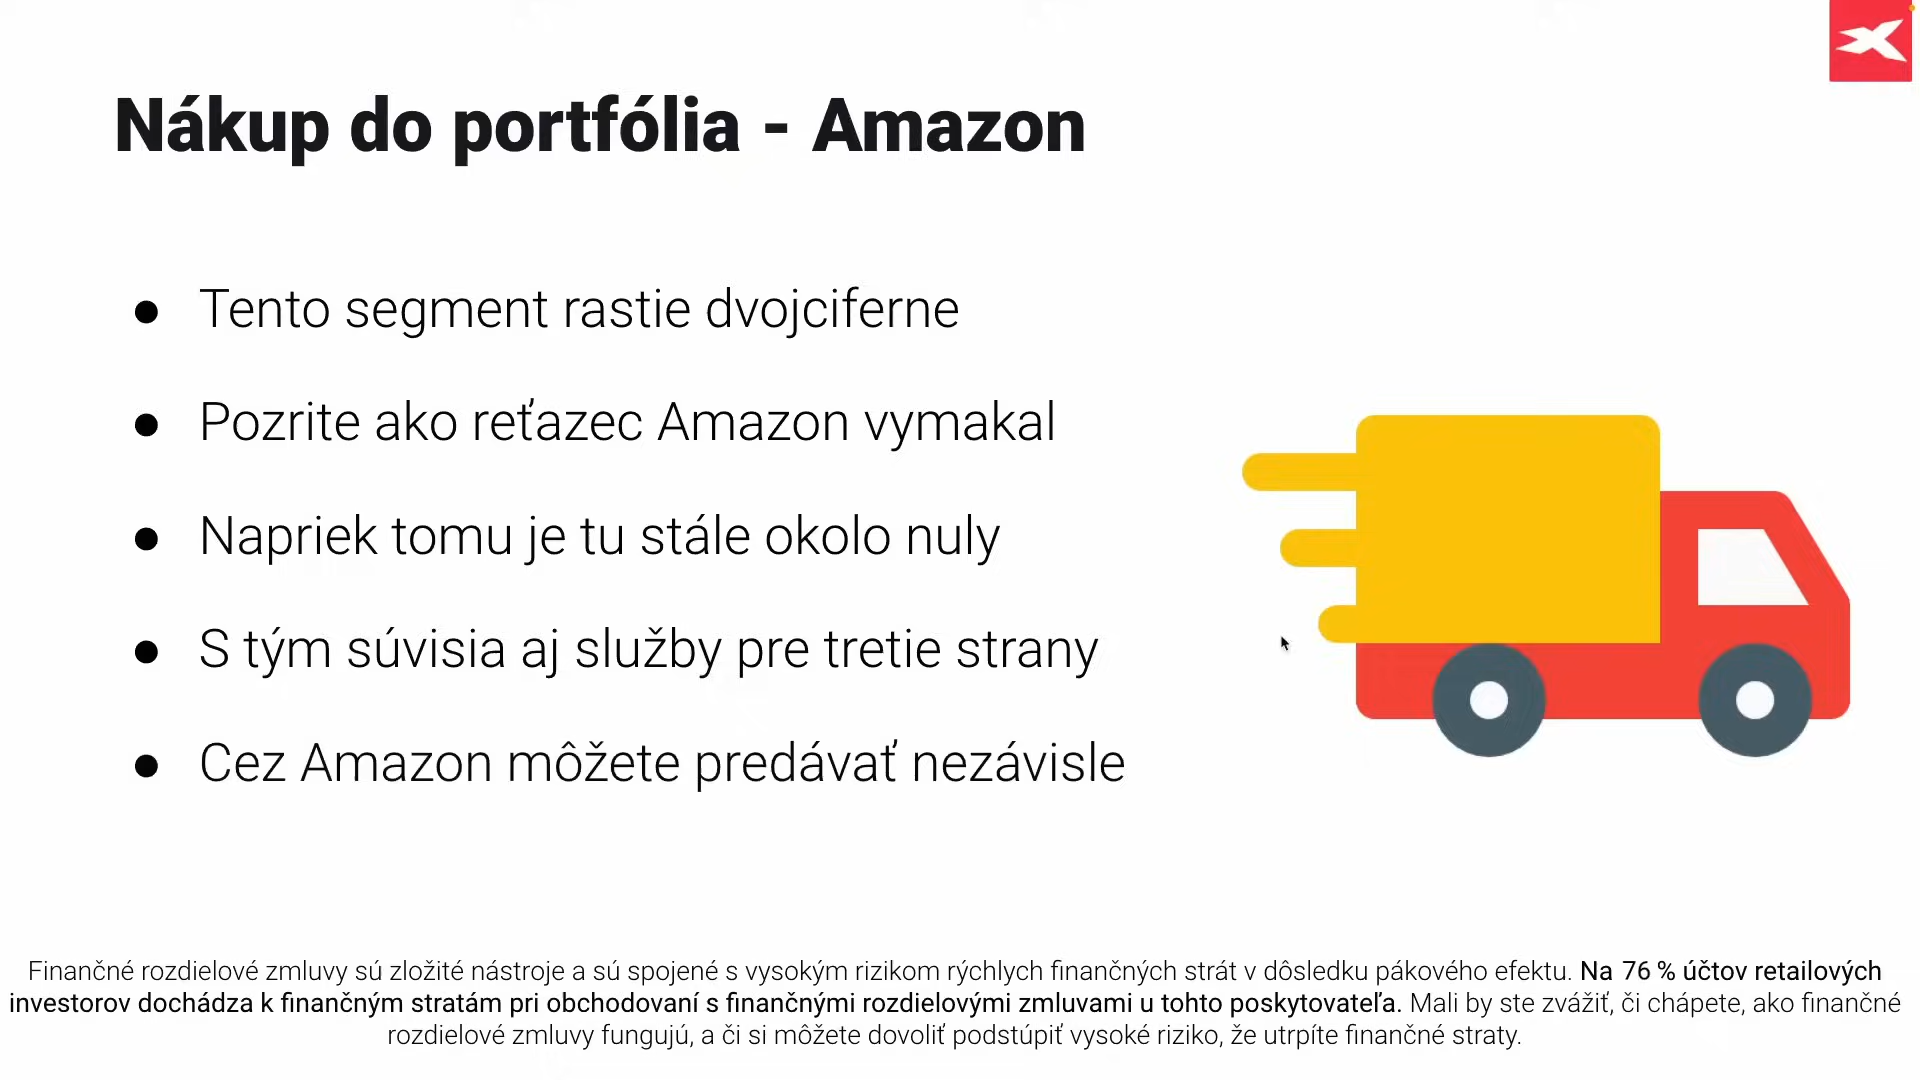 Nákup do portfólia - Amazon
● Tento segment rastie dvojciferne
● Pozrite ako reťazec Amazon vymakal
● Napriek tomu je tu stále okolo nuly
● S tým súvisia aj služby pre tretie strany
● Cez Amazon môžete predávať nezávisle
Finančné rozdielové zmluvy sú zložité nástroje a sú spojené s vysokým rizikom rýchlych finančných strát v dôsledku pákového efektu. Na 76 % účtov retailových
investorov dochádza k finančným stratám pri obchodovaní s finančnými rozdielovými zmluvami u tohto poskytovateľa. Mali by ste zvážiť, či chápete, ako finančné
rozdielové zmluvy fungujú, a či si môžete dovoliť podstúpiť vysoké riziko, že utrpíte finančné straty.